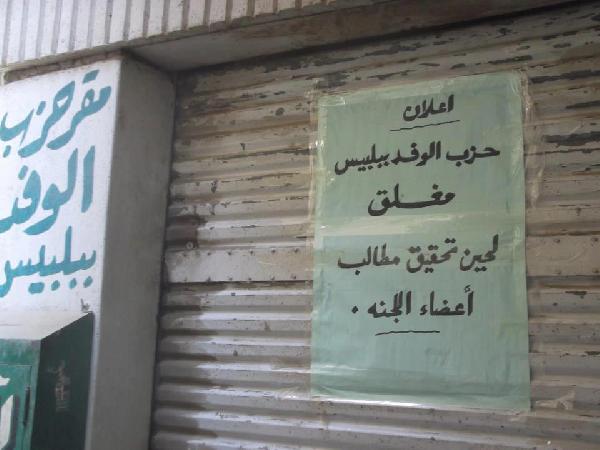 مقر حزب
الوفد
ببلبيس
اعلان
حزب الوفد ببلبيس
مغلق
لحين تحقيق مطالب
أعضاء اللجنه .